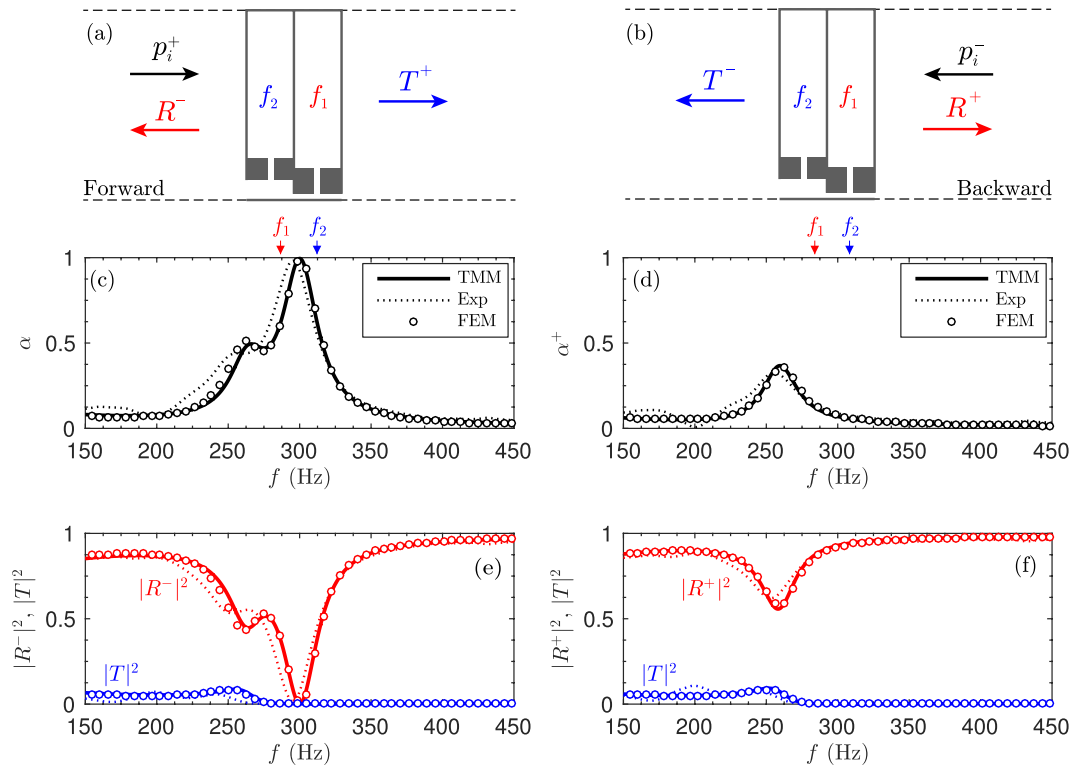 (a)
p_i^+
R^-
f_2
f_1
T^+
Forward
(b)
T^-
f_2
f_1
p_i^-
R^+
Backward
f_1 f_2
(c)
TMM
Exp
FEM
α
1
0.5
0
150 200 250 300 350 400 450
f (Hz)
f_1 f_2
(d)
TMM
Exp
FEM
α^+
1
0.5
0
150 200 250 300 350 400 450
f (Hz)
(e)
|R^-|^2, |T|^2
|R^-|^2
|T|^2
1
0.5
0
150 200 250 300 350 400 450
f (Hz)
(f)
|R^+|^2, |T|^2
|R^+|^2
|T|^2
1
0.5
0
150 200 250 300 350 400 450
f (Hz)